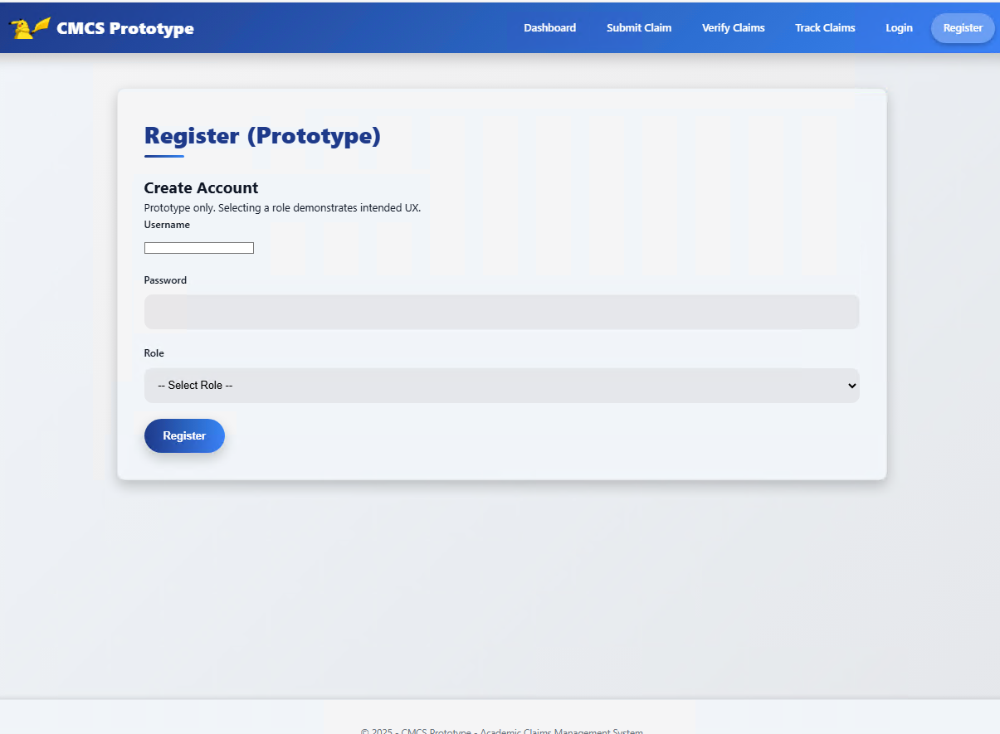 CMCS Prototype
Dashboard
Submit Claim
Verify Claims
Track Claims
Login
Register
Register (Prototype)
Create Account
Prototype only. Selecting a role demonstrates intended UX.
Username
Password
Role
-- Select Role --
Register
© 2025 - CMCS Prototype - Academic Claims Management System